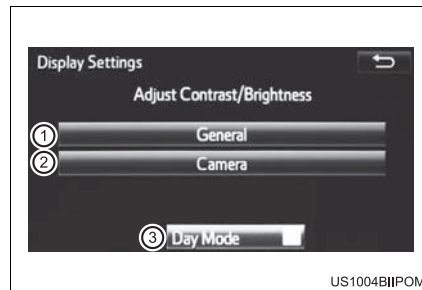 Display Settings
Adjust Contrast/Brightness
1 General
2 Camera
3 Day Mode
US1004BIIPOM